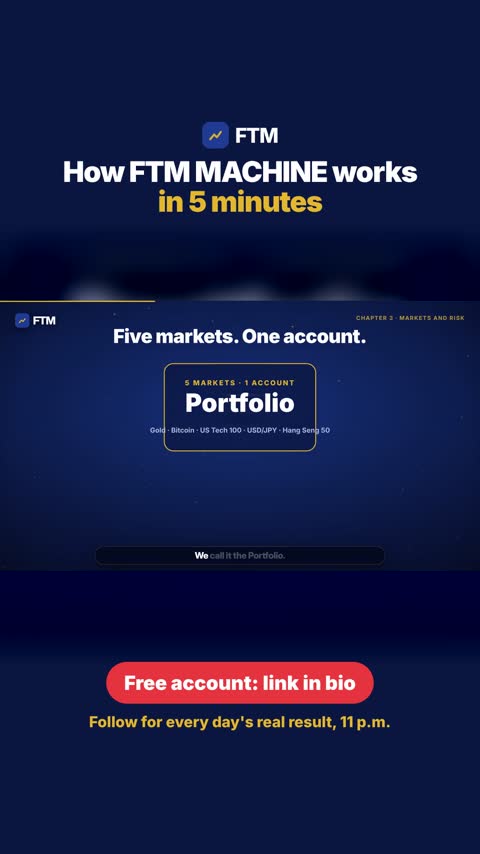 FTM
How FTM MACHINE works
in 5 minutes
FTM
CHAPTER 3 · MARKETS AND RISK
Five markets. One account.
5 MARKETS · 1 ACCOUNT
Portfolio
Gold · Bitcoin · US Tech 100 · USD/JPY · Hang Seng 50
We call it the Portfolio.
Free account: link in bio
Follow for every day's real result, 11 p.m.